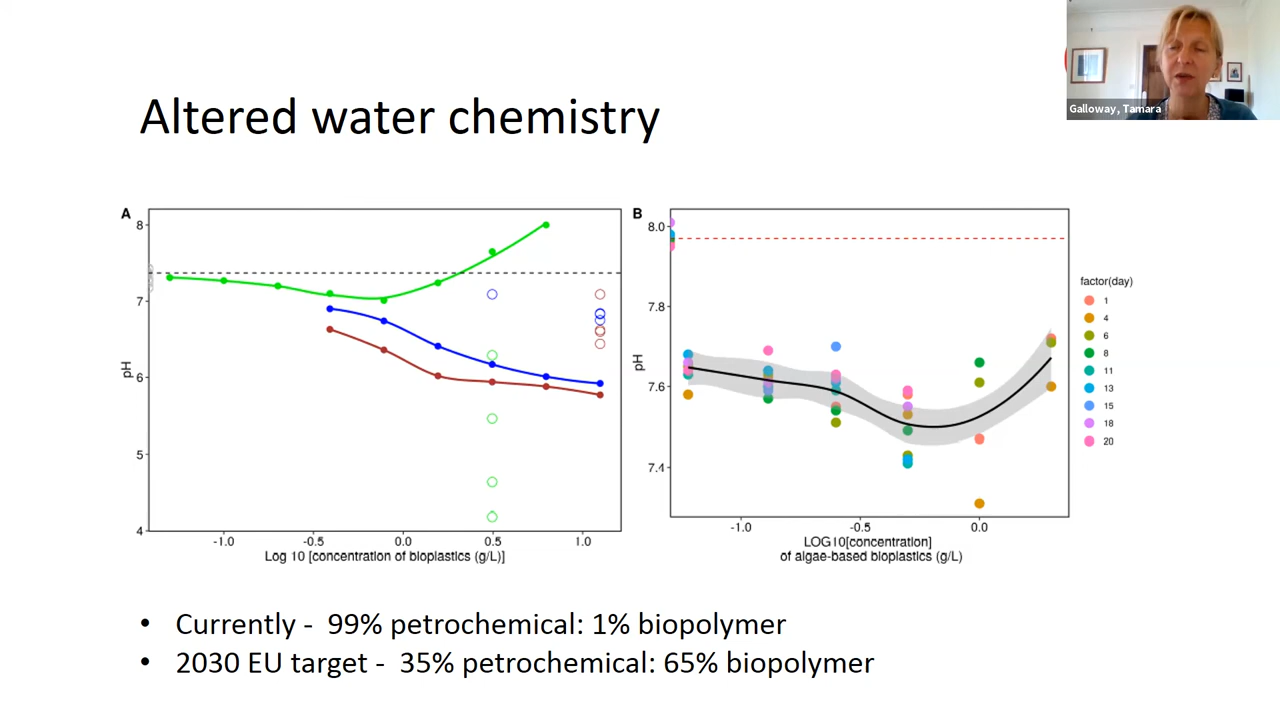 Galloway, Tamara
Altered water chemistry
A
8
7
6
5
4
pH
-1.0 -0.5 0.0 0.5 1.0
Log 10 [concentration of bioplastics (g/L)]
B
8.0
7.8
7.6
7.4
pH
-1.0 -0.5 0.0
LOG10[concentration]
of algae-based bioplastics (g/L)
factor(day)
1
4
6
8
11
13
15
18
20
• Currently - 99% petrochemical: 1% biopolymer
• 2030 EU target - 35% petrochemical: 65% biopolymer